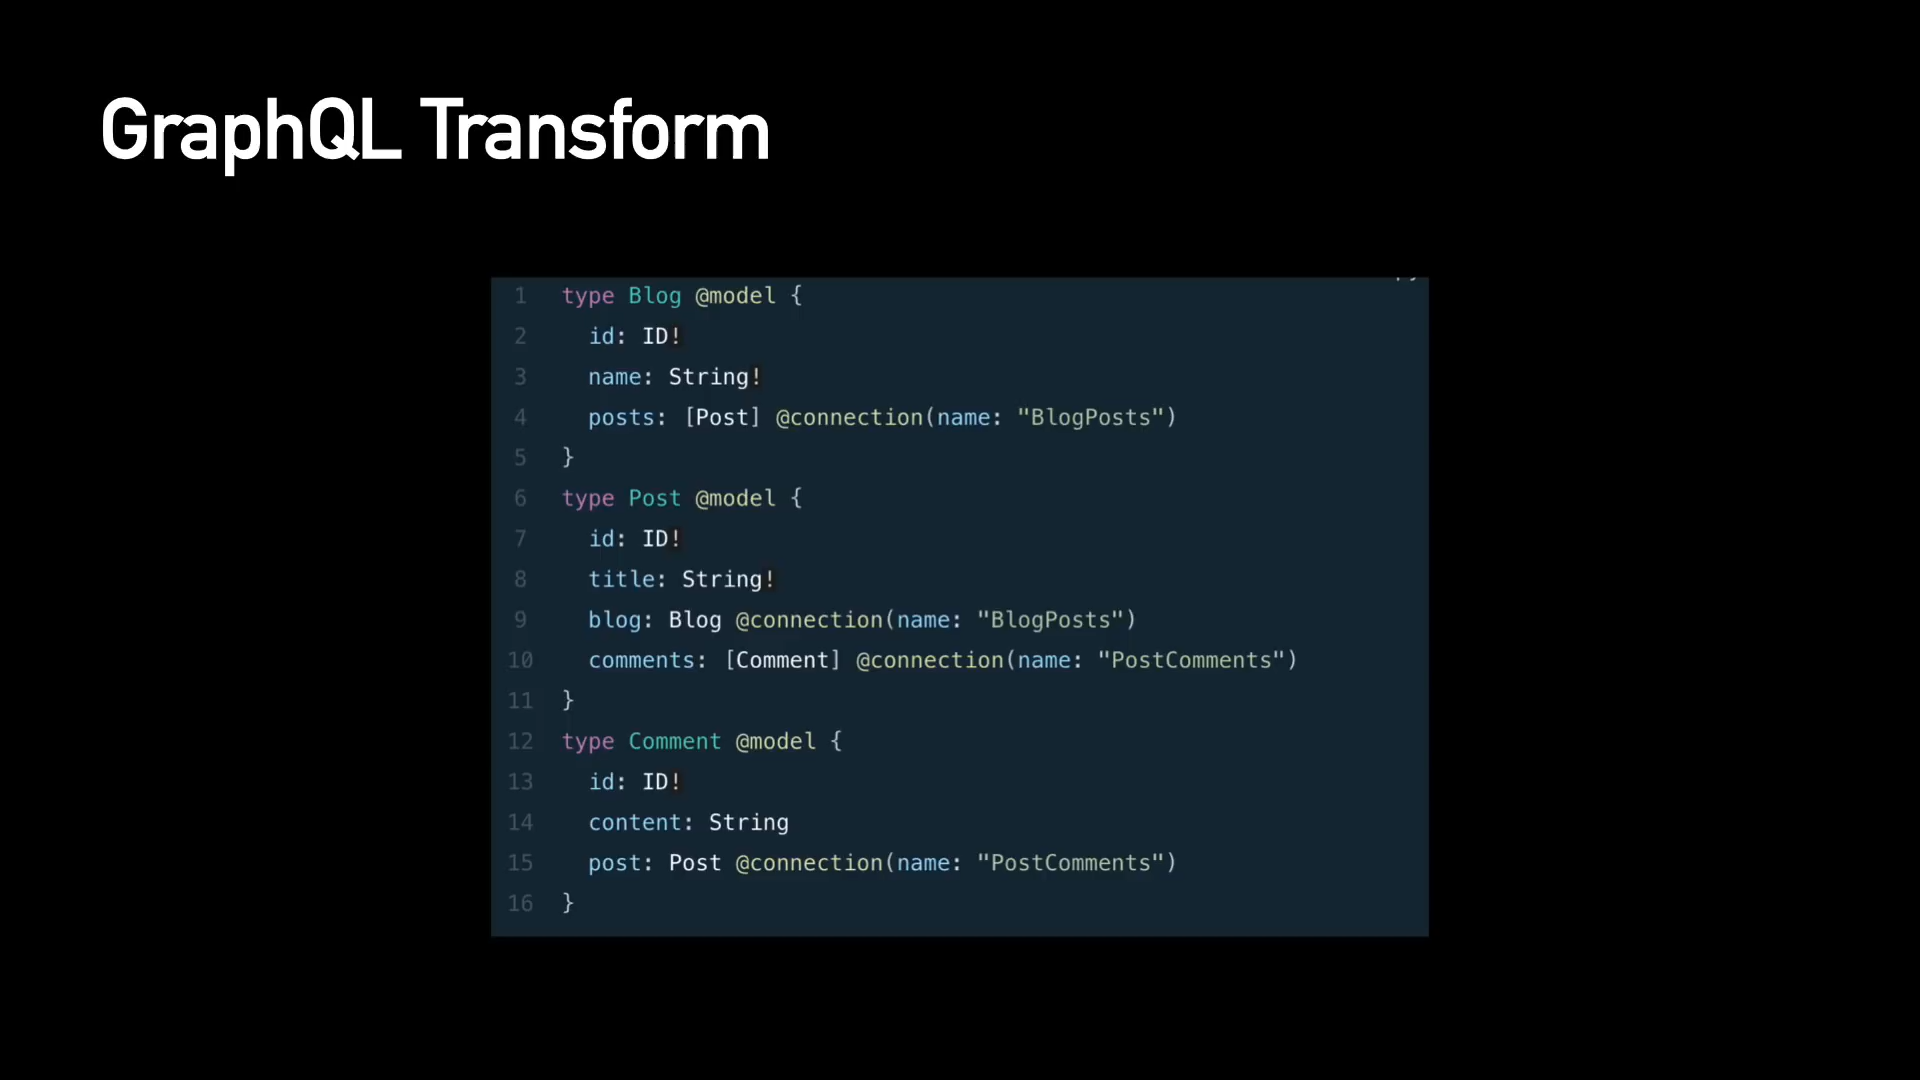 GraphQL Transform
1 type Blog @model {
2 id: ID!
3 name: String!
4 posts: [Post] @connection(name: "BlogPosts")
5 }
6 type Post @model {
7 id: ID!
8 title: String!
9 blog: Blog @connection(name: "BlogPosts")
10 comments: [Comment] @connection(name: "PostComments")
11 }
12 type Comment @model {
13 id: ID!
14 content: String
15 post: Post @connection(name: "PostComments")
16 }